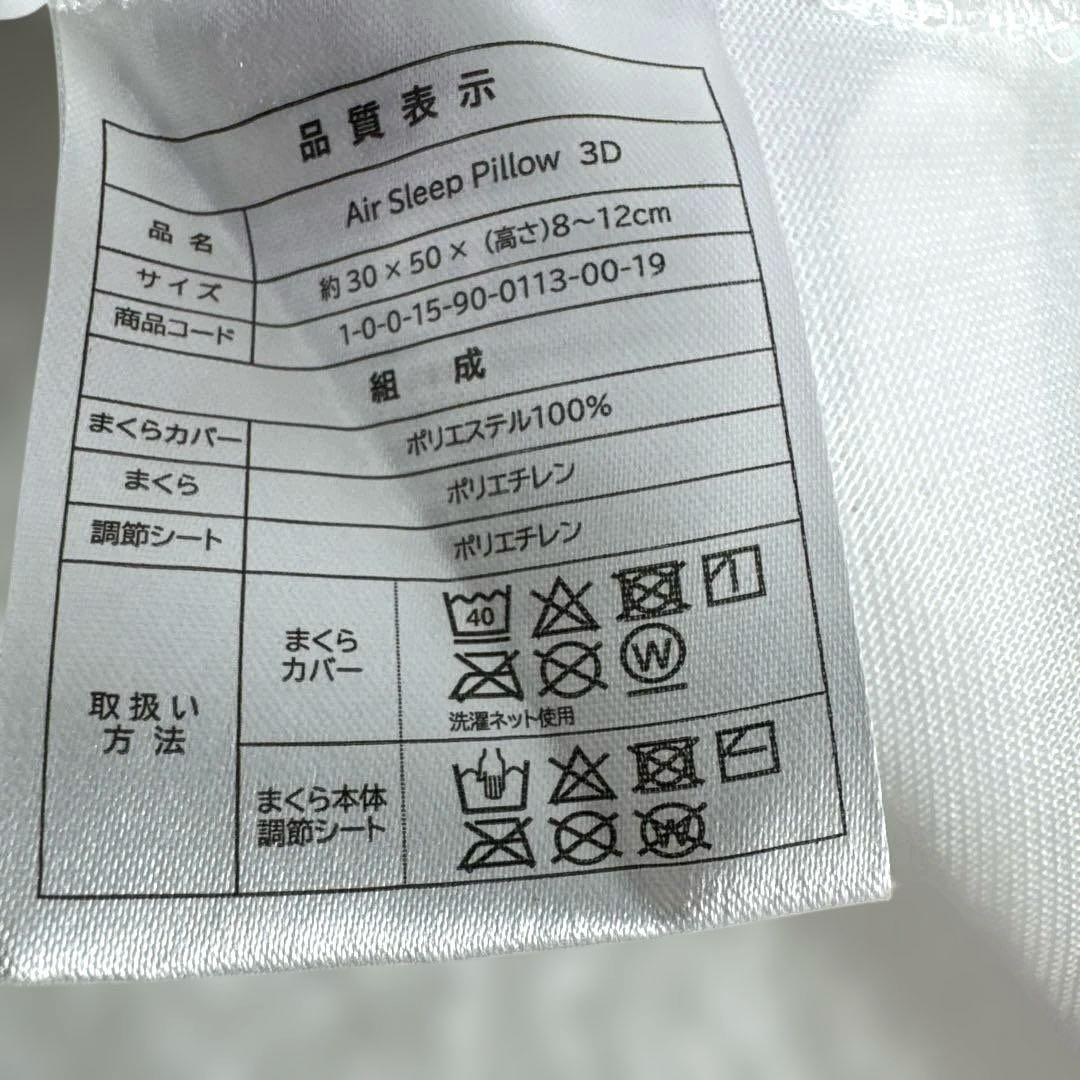 品質表示
品名 Air Sleep Pillow 3D
サイズ 約30×50×(高さ)8～12cm
商品コード 1-0-0-15-90-0113-00-19
組成
まくらカバー ポリエステル100%
まくら ポリエチレン
調節シート ポリエチレン
取扱い
方法
まくら
カバー
40
W
洗濯ネット使用
まくら本体
調節シート
W